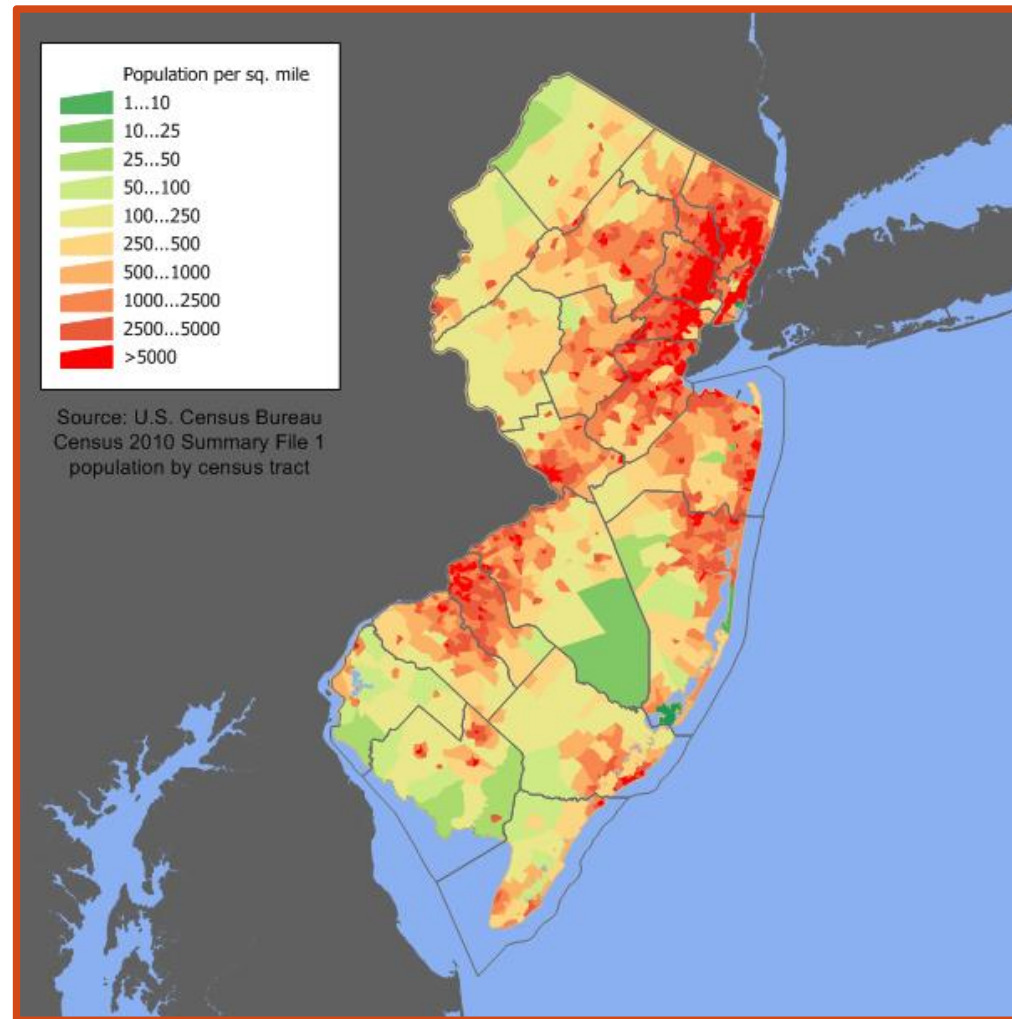 Population per sq. mile
1...10
10...25
25...50
50...100
100...250
250...500
500...1000
1000...2500
2500...5000
>5000
Source: U.S. Census Bureau
Census 2010 Summary File 1
population by census tract